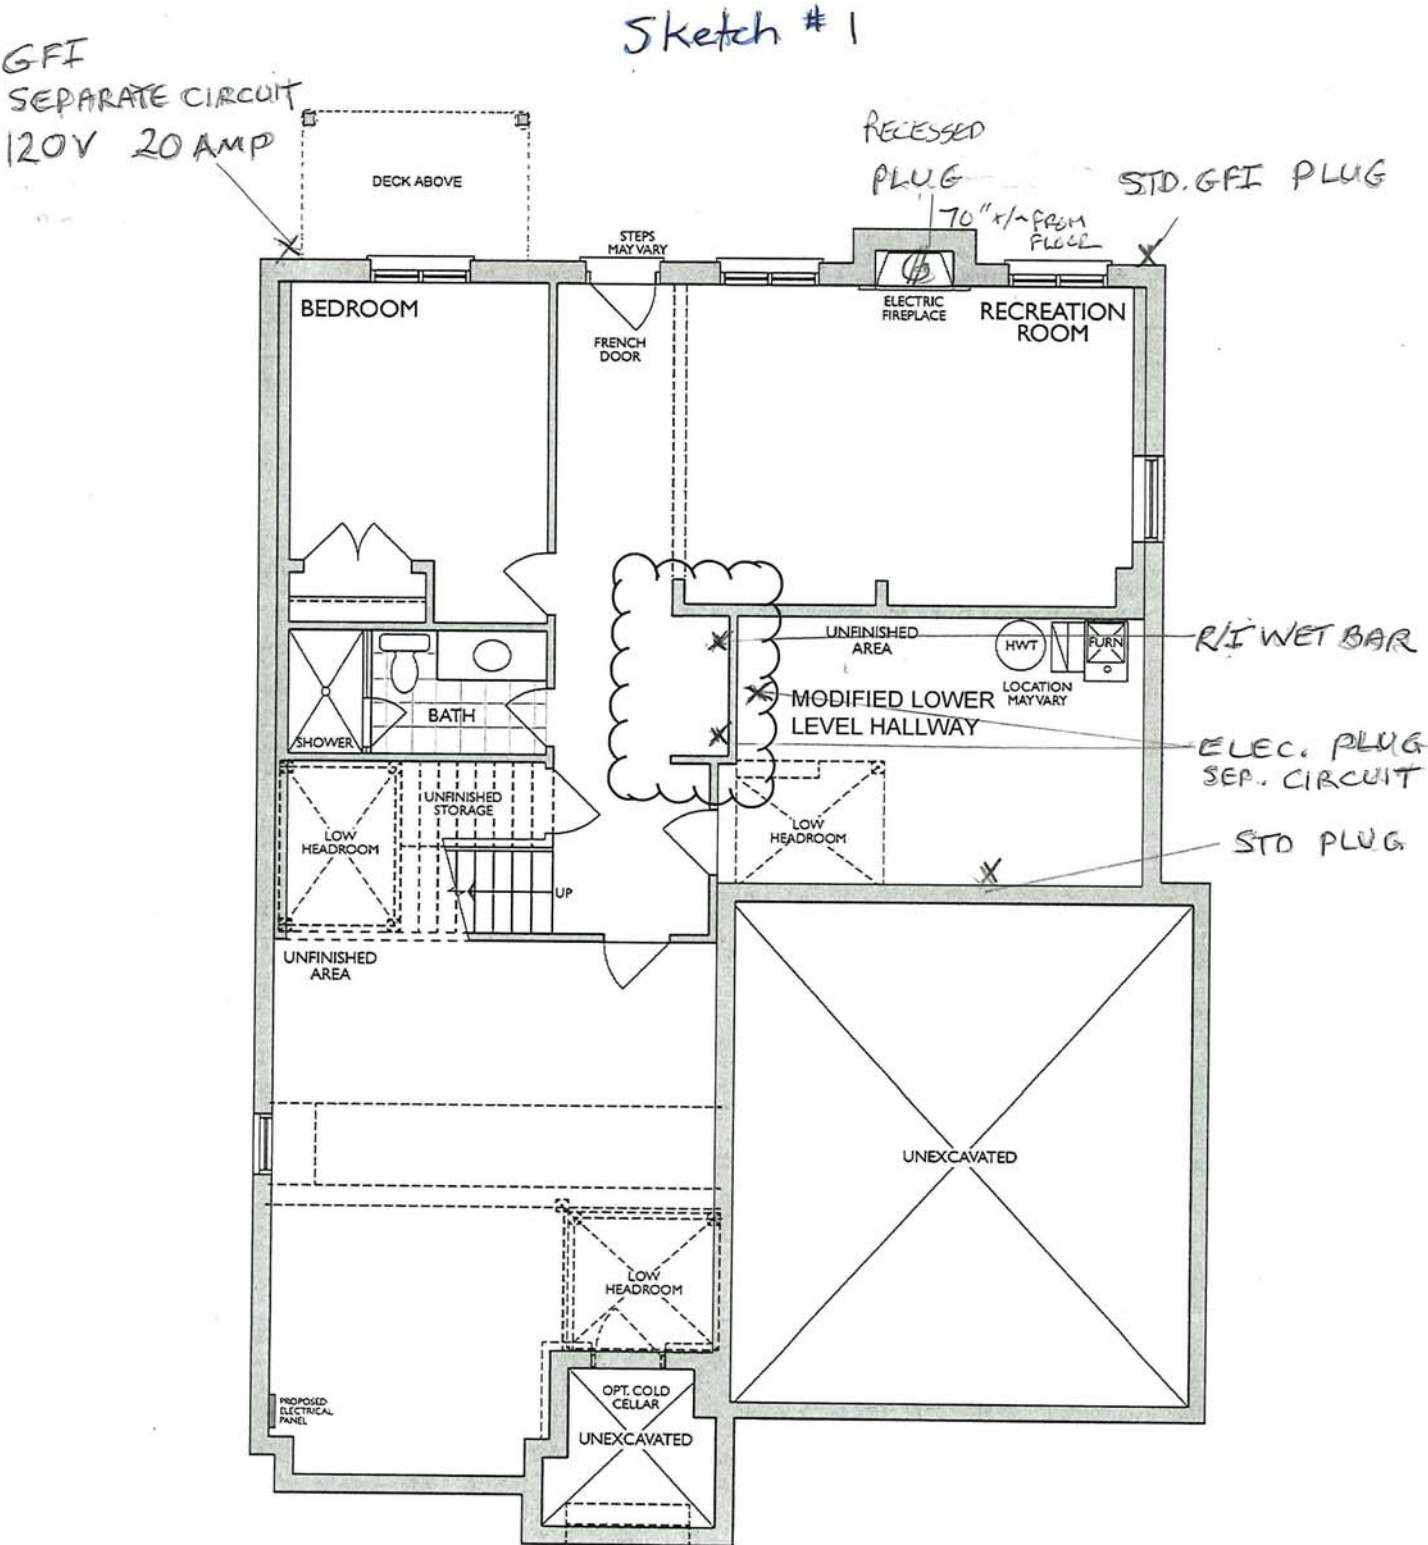 Sketch # 1
GFI
SEPARATE CIRCUIT
120V 20 AMP
RECESSED
PLUG
70" +/- FROM
FLOOR
STD. GFI PLUG
DECK ABOVE
STEPS
MAY VARY
BEDROOM
FRENCH
DOOR
ELECTRIC
FIREPLACE
RECREATION
ROOM
UNFINISHED
AREA
HWT
FURN
LOCATION
MAY VARY
R/I WET BAR
MODIFIED LOWER
LEVEL HALLWAY
BATH
SHOWER
ELEC. PLUG
SEP. CIRCUIT
UNFINISHED
STORAGE
LOW
HEADROOM
LOW
HEADROOM
STD PLUG
UP
UNFINISHED
AREA
UNEXCAVATED
LOW
HEADROOM
PROPOSED
ELECTRICAL
PANEL
OPT. COLD
CELLAR
UNEXCAVATED